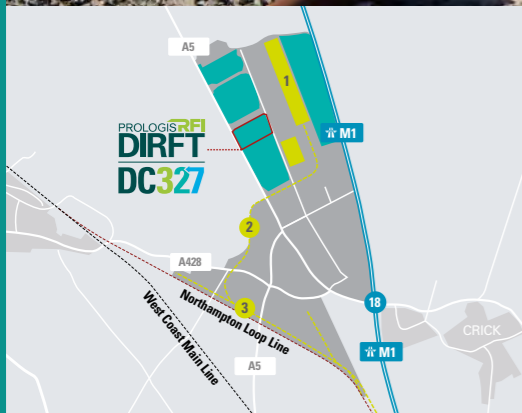 A5
1
M1
PROLOGIS RFI
DIRFT
DC327
2
A428
3
Northampton Loop Line
West Coast Main Line
18
CRICK
M1
A5